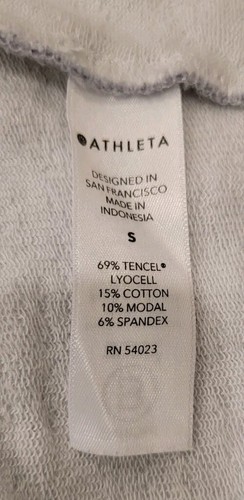 ATHLETA
DESIGNED IN
SAN FRANCISCO
MADE IN
INDONESIA
S
69% TENCEL®
LYOCELL
15% COTTON
10% MODAL
6% SPANDEX
RN 54023